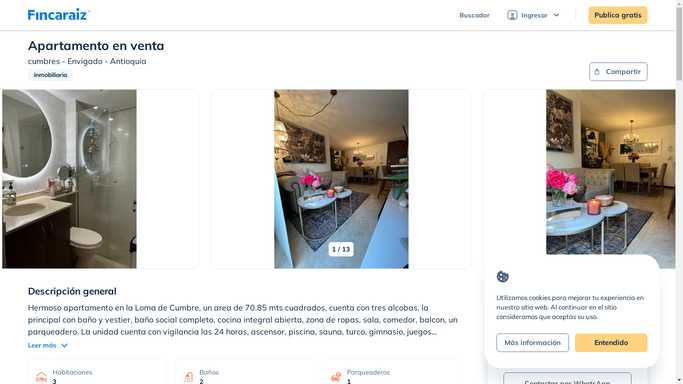 Fincaraiz
Buscador
Ingresar
Publica gratis
Apartamento en venta
cumbres - Envigado - Antioquia
Inmobiliaria
Compartir
1 / 13
Descripción general
Hermoso apartamento en la Loma de Cumbre, un area de 70.85 mts cuadrados, cuenta con tres alcobas, la
principal con baño y vestier, baño social completo, cocina integral abierta, zona de ropas, sala, comedor, balcon, un
parqueadero. La unidad cuenta con vigilancia las 24 horas, ascensor, piscina, sauna, turco, gimnasio, juegos...
Leer más
Habitaciones
3
Baños
2
Parqueaderos
1
Utilizamos cookies para mejorar tu experiencia en
nuestro sitio web. Al continuar en el sitio
consideramos que aceptas su uso.
Más información
Entendido
Contactar por WhatsApp